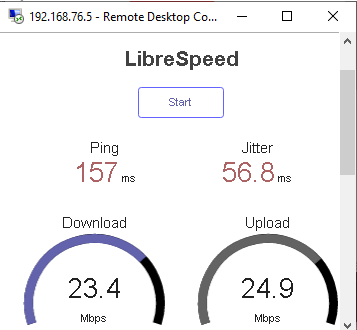 192.168.76.5 - Remote Desktop Co...
LibreSpeed
Start
Ping Jitter
157 ms 56.8 ms
Download Upload
23.4 24.9
Mbps Mbps